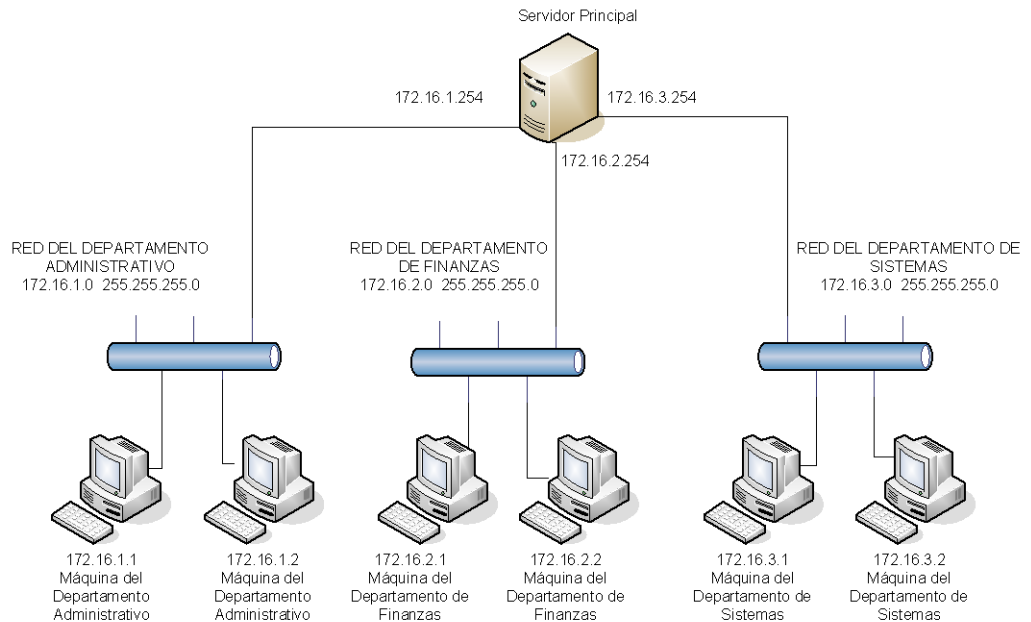 Servidor Principal
172.16.1.254
172.16.3.254
172.16.2.254
RED DEL DEPARTAMENTO
ADMINISTRATIVO
172.16.1.0 255.255.255.0
RED DEL DEPARTAMENTO
DE FINANZAS
172.16.2.0 255.255.255.0
RED DEL DEPARTAMENTO DE
SISTEMAS
172.16.3.0 255.255.255.0
172.16.1.1
Máquina del
Departamento
Administrativo
172.16.1.2
Máquina del
Departamento
Administrativo
172.16.2.1
Máquina del
Departamento de
Finanzas
172.16.2.2
Máquina del
Departamento de
Finanzas
172.16.3.1
Máquina del
Departamento de
Sistemas
172.16.3.2
Máquina del
Departamento de
Sistemas